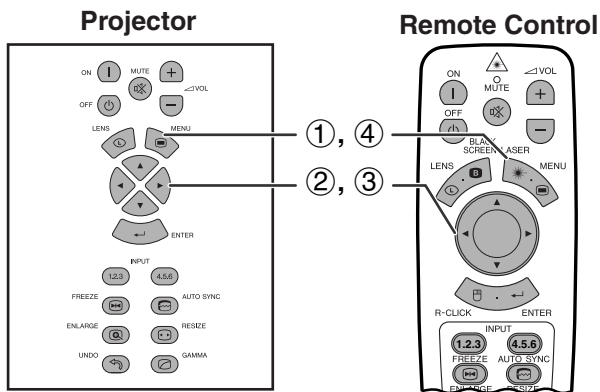 Projector
ON
MUTE
VOL
OFF
LENS
L
MENU
ENTER
INPUT
1.2.3
4.5.6
FREEZE
AUTO SYNC
ENLARGE
RESIZE
UNDO
GAMMA
①, ④
②, ③
Remote Control
ON
MUTE
VOL
OFF
BLACK
SCREEN
LASER
LENS
B
MENU
L
R-CLICK
ENTER
INPUT
1.2.3
4.5.6
FREEZE
AUTO SYNC
ENLARGE
RESIZE